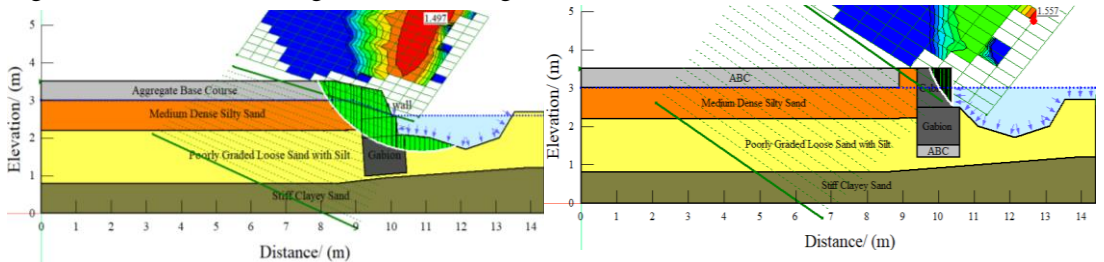 1.497
5
4
3
2
1
0
Elevation/ (m)
Aggregate Base Course
wall
Medium Dense Silty Sand
Poorly Graded Loose Sand with Silt
Gabion
Stiff Clayey Sand
0 1 2 3 4 5 6 7 8 9 10 11 12 13 14
Distance/ (m)
1.557
5
4
3
2
1
0
Elevation/ (m)
ABC
Medium Dense Silty Sand
Poorly Graded Loose Sand with Silt
Gabion
ABC
Stiff Clayey Sand
0 1 2 3 4 5 6 7 8 9 10 11 12 13 14
Distance/ (m)